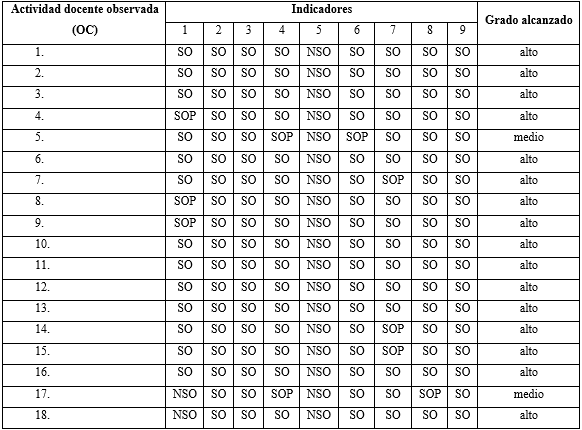 Actividad docente observada (OC) Indicadores Grado alcanzado
1 2 3 4 5 6 7 8 9
1. SO SO SO SO NSO SO SO SO SO alto
2. SO SO SO SO NSO SO SO SO SO alto
3. SO SO SO SO NSO SO SO SO SO alto
4. SOP SO SO SO NSO SO SO SO SO alto
5. SO SO SO SOP NSO SOP SO SO SO medio
6. SO SO SO SO NSO SO SO SO SO alto
7. SO SO SO SO NSO SO SOP SO SO alto
8. SOP SO SO SO NSO SO SO SO SO alto
9. SOP SO SO SO NSO SO SO SO SO alto
10. SO SO SO SO NSO SO SO SO SO alto
11. SO SO SO SO NSO SO SO SO SO alto
12. SO SO SO SO NSO SO SO SO SO alto
13. SO SO SO SO NSO SO SO SO SO alto
14. SO SO SO SO NSO SO SOP SO SO alto
15. SO SO SO SO NSO SO SOP SO SO alto
16. SO SO SO SO NSO SO SO SO SO alto
17. NSO SO SO SOP NSO SO SO SOP SO medio
18. NSO SO SO SO NSO SO SO SO SO alto